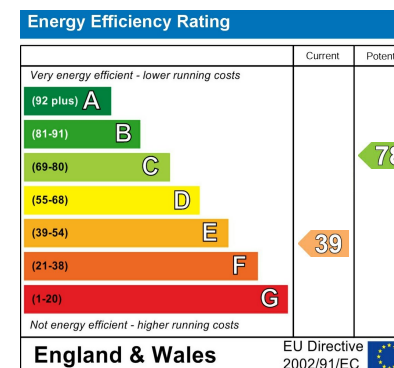 Energy Efficiency Rating
Current
Very energy efficient - lower running costs
(92 plus) A
(81-91) B
(69-80) C
(55-68) D
(39-54) E
39
(21-38) F
(1-20) G
Not energy efficient - higher running costs
England & Wales
EU Directive
2002/91/EC